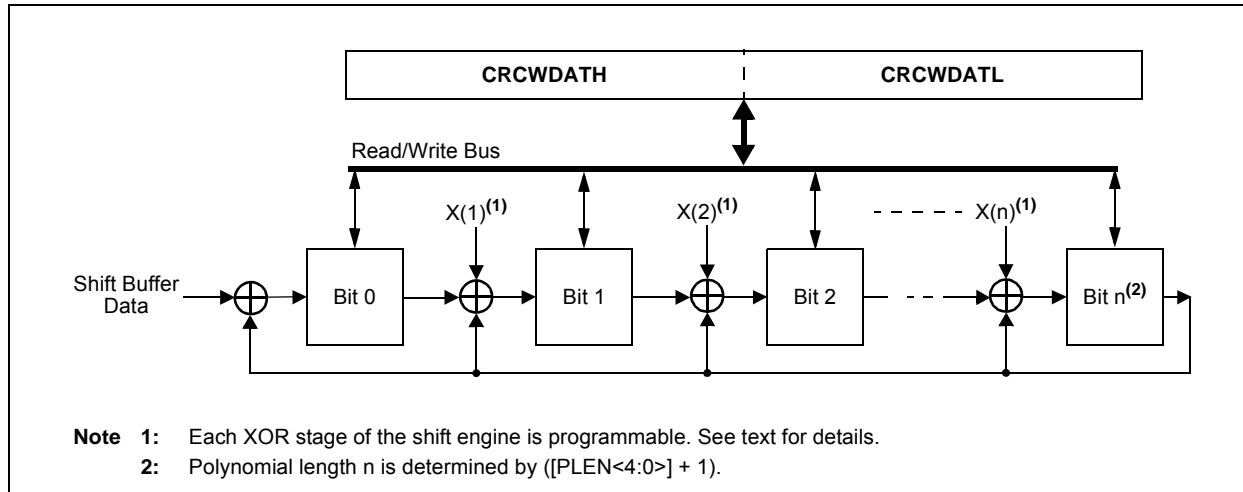 CRCWDATH CRCWDATL
Read/Write Bus
X(1)(1) X(2)(1) X(n)(1)
Shift Buffer
Data
Bit 0 Bit 1 Bit 2 Bit n(2)
Note 1: Each XOR stage of the shift engine is programmable. See text for details.
2: Polynomial length n is determined by ([PLEN<4:0>] + 1).